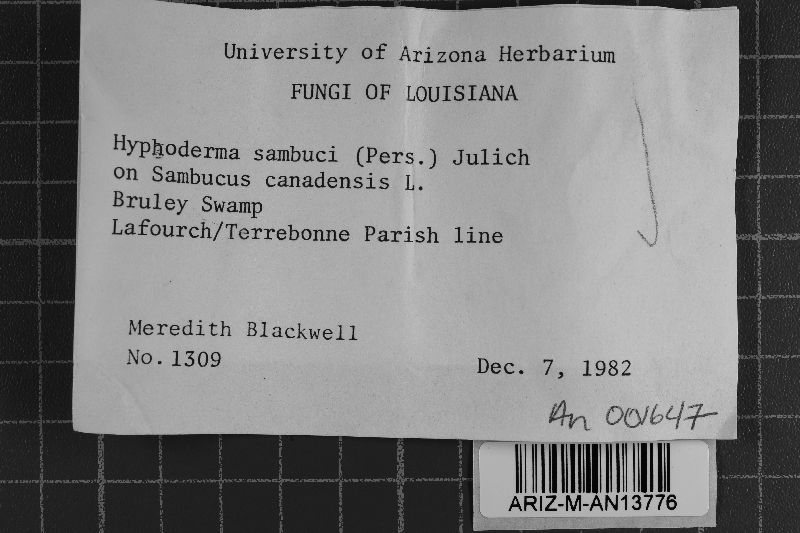 University of Arizona Herbarium
FUNGI OF LOUISIANA
Hyphoderma sambuci (Pers.) Julich
on Sambucus canadensis L.
Bruley Swamp
Lafourch/Terrebonne Parish line
Meredith Blackwell
No. 1309
Dec. 7, 1982
An 001647
ARIZ-M-AN13776